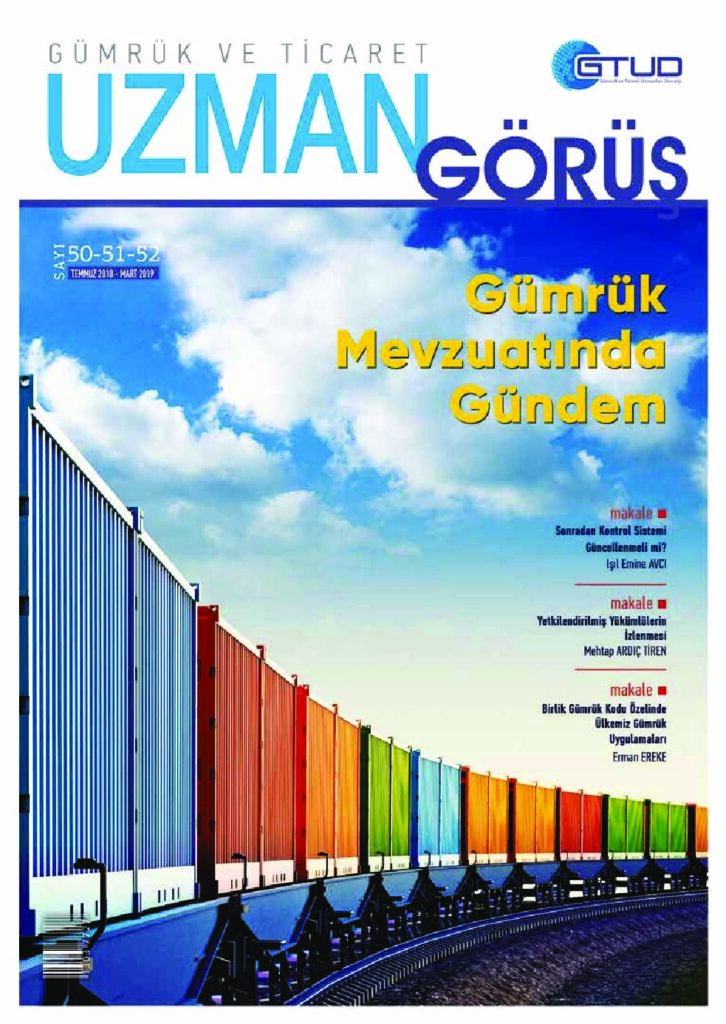 GÜMRÜK VE TİCARET
UZMAN
GÖRÜŞ
GTUD
SAYI
50-51-52
TEMMUZ 2018 - MART 2019
Gümrük
Mevzuatında
Gündem
makale
Sonradan Kontrol Sistemi
Güncellenmeli mi?
Işıl Emine AVCI
makale
Yetkilendirilmiş Yükümlülerin
İzlenmesi
Mehtap ARDIÇ TİREN
makale
Birlik Gümrük Kodu Özelinde
Ülkemiz Gümrük
Uygulamaları
Erman EREKE